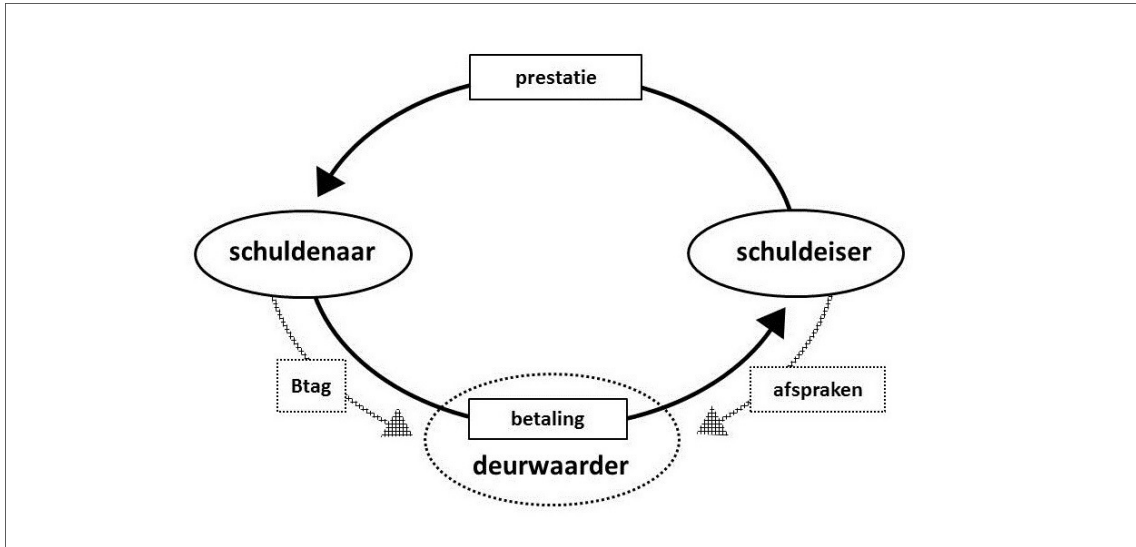 prestatie
schuldenaar
schuldeiser
Btag
afspraken
betaling
deurwaarder